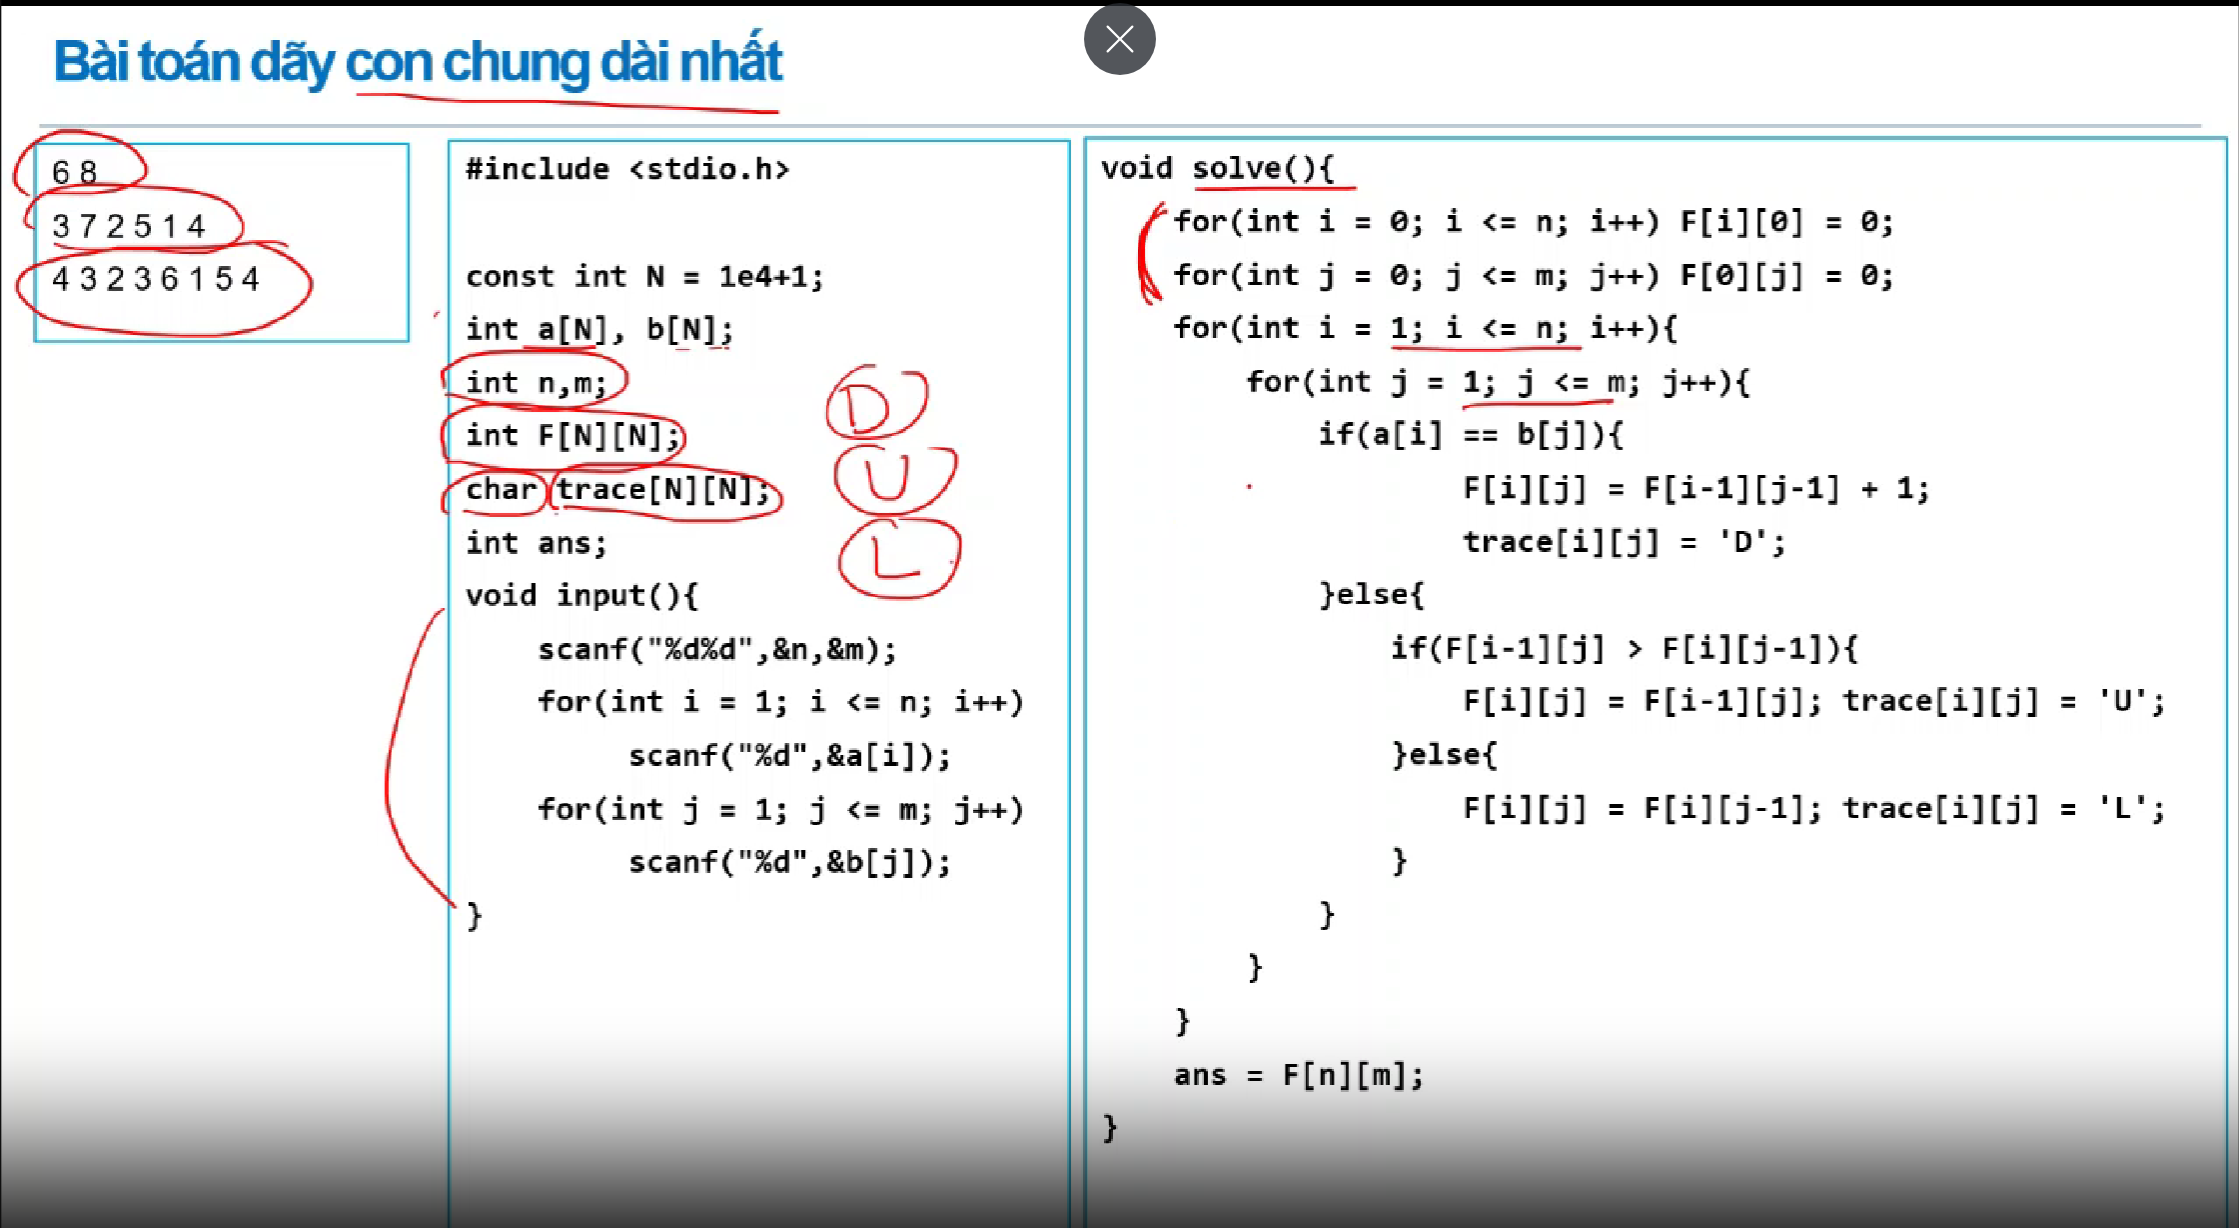 Bài toán dãy con chung dài nhất
6 8
3 7 2 5 1 4
4 3 2 3 6 1 5 4
#include <stdio.h>
const int N = 1e4+1;
int a[N], b[N];
int n,m;
int F[N][N];
char trace[N][N];
int ans;
void input(){
scanf("%d%d",&n,&m);
for(int i = 1; i <= n; i++)
scanf("%d",&a[i]);
for(int j = 1; j <= m; j++)
scanf("%d",&b[j]);
}
D
U
L
void solve(){
for(int i = 0; i <= n; i++) F[i][0] = 0;
for(int j = 0; j <= m; j++) F[0][j] = 0;
for(int i = 1; i <= n; i++){
for(int j = 1; j <= m; j++){
if(a[i] == b[j]){
F[i][j] = F[i-1][j-1] + 1;
trace[i][j] = 'D';
}else{
if(F[i-1][j] > F[i][j-1]){
F[i][j] = F[i-1][j]; trace[i][j] = 'U';
}else{
F[i][j] = F[i][j-1]; trace[i][j] = 'L';
}
}
}
}
ans = F[n][m];
}